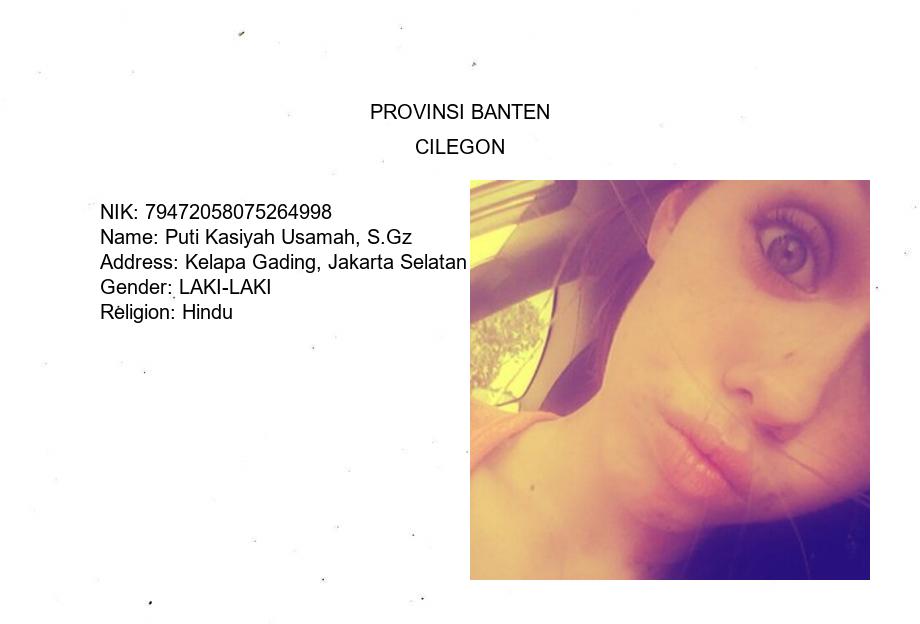 PROVINSI BANTEN
CILEGON
NIK: 79472058075264998
Name: Puti Kasiyah Usamah, S.Gz
Address: Kelapa Gading, Jakarta Selatan
Gender: LAKI-LAKI
Religion: Hindu